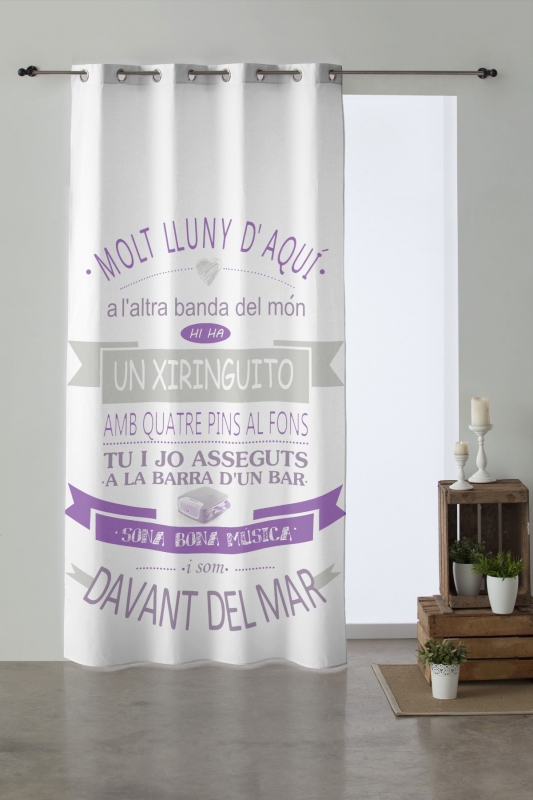 • MOLT LLUNY D'AQUÍ •
a l'altra banda del món
HI HA
UN XIRINGUITO
AMB QUATRE PINS AL FONS
TU I JO ASSEGUTS
·A LA BARRA D'UN BAR·
· SONA BONA MÚSICA ·
·i som·
DAVANT DEL MAR